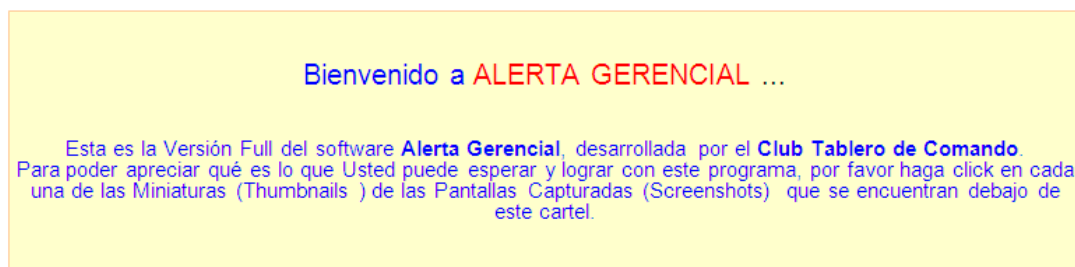 Bienvenido a ALERTA GERENCIAL ...
Esta es la Versión Full del software Alerta Gerencial, desarrollada por el Club Tablero de Comando.
Para poder apreciar qué es lo que Usted puede esperar y lograr con este programa, por favor haga click en cada
una de las Miniaturas (Thumbnails ) de las Pantallas Capturadas (Screenshots) que se encuentran debajo de
este cartel.